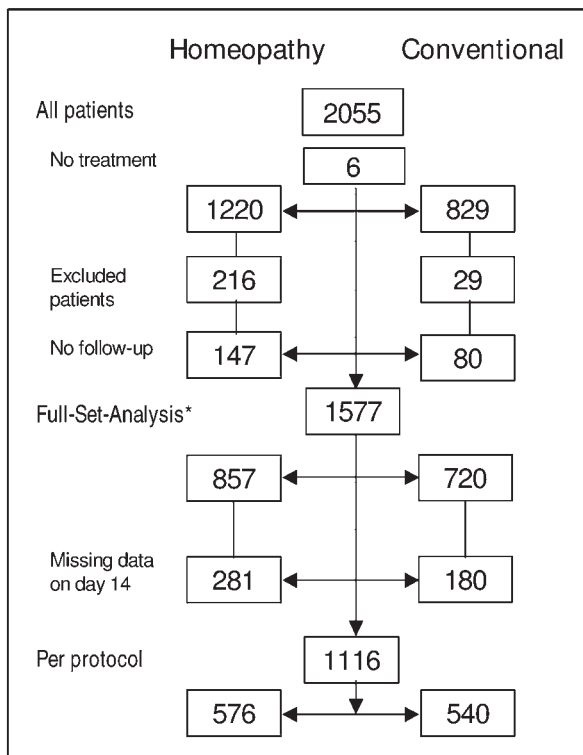 Homeopathy Conventional
All patients 2055
No treatment 6
1220 829
Excluded
patients 216 29
No follow-up 147 80
Full-Set-Analysis* 1577
857 720
Missing data
on day 14 281 180
Per protocol 1116
576 540